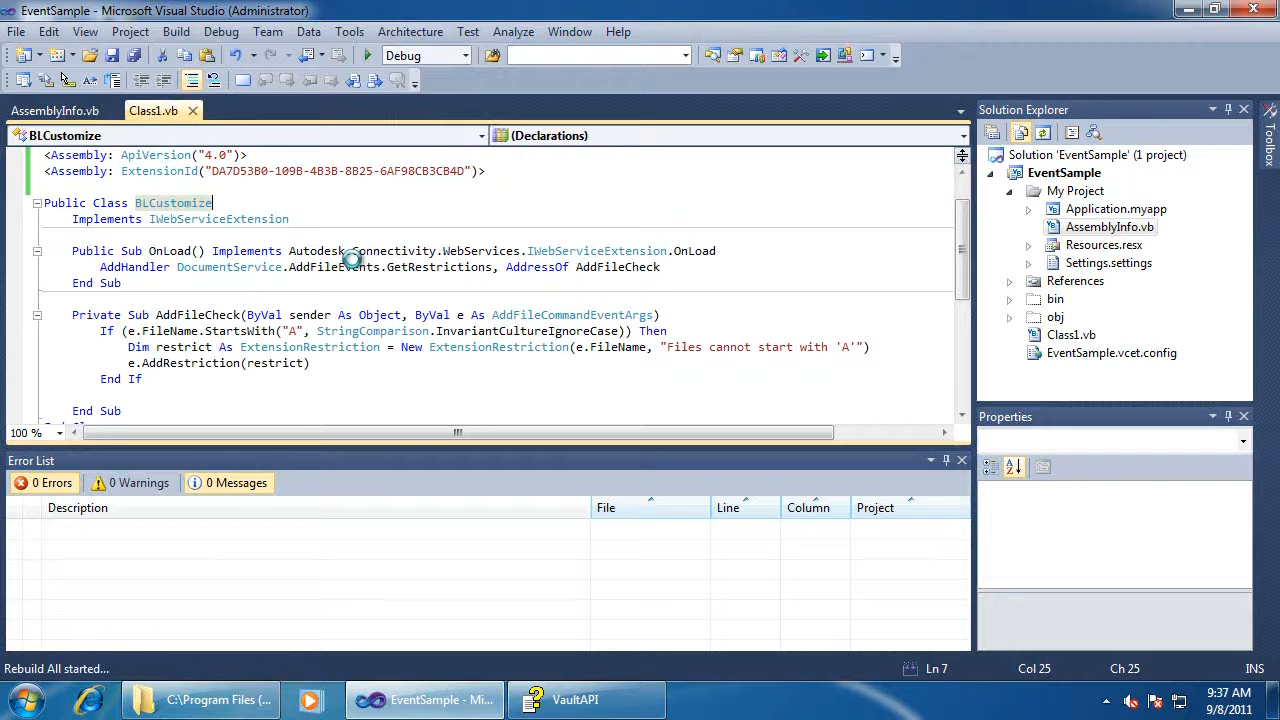 EventSample - Microsoft Visual Studio (Administrator)
File Edit View Project Build Debug Team Data Tools Architecture Test Analyze Window Help
Debug
AssemblyInfo.vb Class1.vb
BLCustomize (Declarations)
<Assembly: ApiVersion("4.0")>
<Assembly: ExtensionId("DA7D53B0-109B-4B3B-8B25-6AF98CB3CB4D")>
Public Class BLCustomize
Implements IWebServiceExtension
Public Sub OnLoad() Implements Autodesk.Connectivity.WebServices.IWebServiceExtension.OnLoad
AddHandler DocumentService.AddFileEvents.GetRestrictions, AddressOf AddFileCheck
End Sub
Private Sub AddFileCheck(ByVal sender As Object, ByVal e As AddFileCommandEventArgs)
If (e.FileName.StartsWith("A", StringComparison.InvariantCultureIgnoreCase)) Then
Dim restrict As ExtensionRestriction = New ExtensionRestriction(e.FileName, "Files cannot start with 'A'")
e.AddRestriction(restrict)
End If
End Sub
100 %
Solution Explorer
Solution 'EventSample' (1 project)
EventSample
My Project
Application.myapp
AssemblyInfo.vb
Resources.resx
Settings.settings
References
bin
obj
Class1.vb
EventSample.vcet.config
Toolbox
Properties
Error List
0 Errors 0 Warnings 0 Messages
Description File Line Column Project
Rebuild All started... Ln 7 Col 25 Ch 25 INS
C:\Program Files (... EventSample - Mi... VaultAPI
9:37 AM
9/8/2011